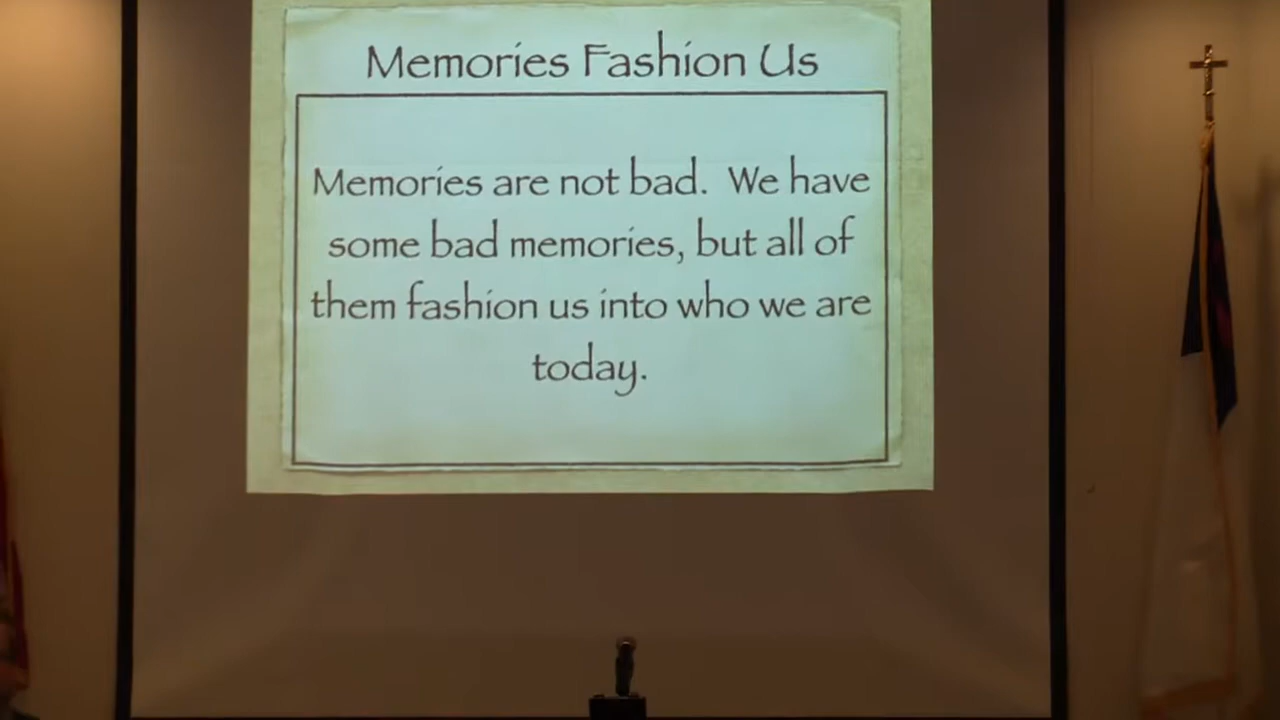 Memories Fashion Us
Memories are not bad. We have
some bad memories, but all of
them fashion us into who we are
today.